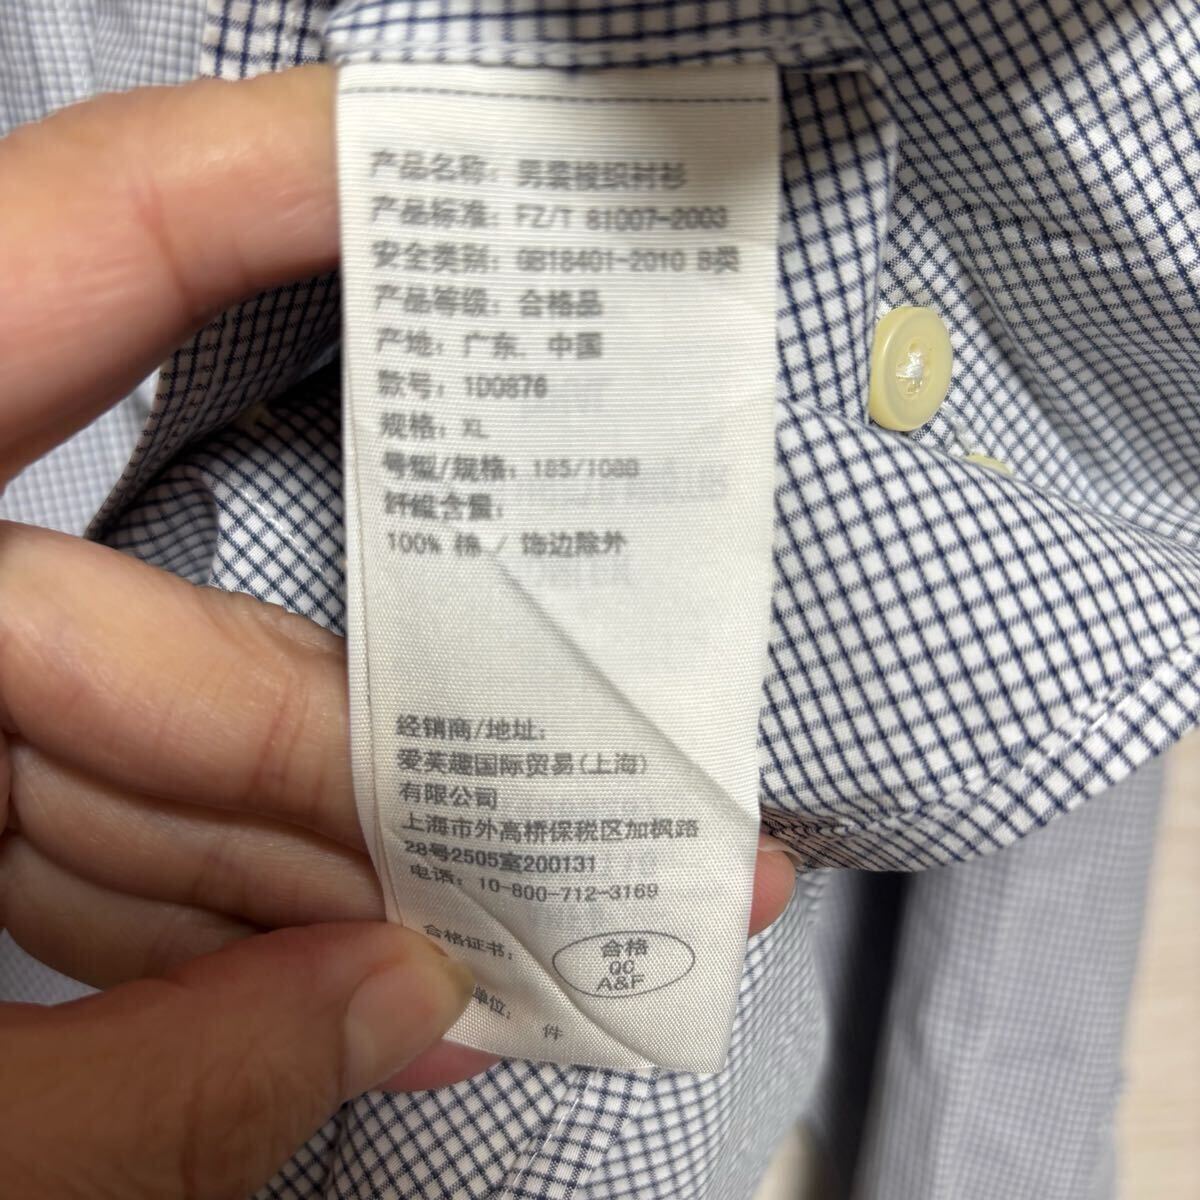 产品名称: 男装梭织衬衫
产品标准: FZ/T 81007-2003
安全类别: GB18401-2010 B类
产品等级: 合格品
产地: 广东, 中国
款号: 1D0876
规格: XL
号型/规格: 185/108B
纤维含量:
100% 棉 / 饰边除外
经销商/地址:
爱芙趣国际贸易(上海)
有限公司
上海市外高桥保税区加枫路
28号2505室200131
电话: 10-800-712-3169
合格证书:
合格
QC
A&F
单位: 件